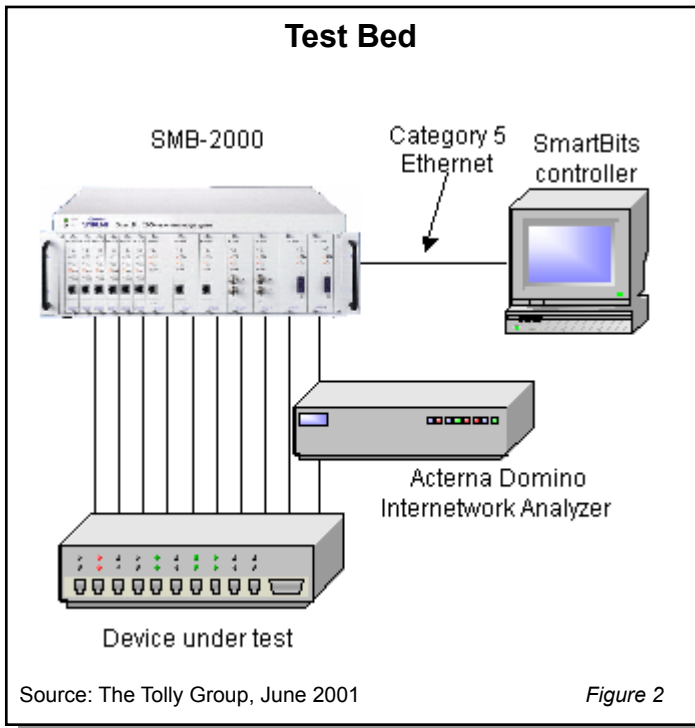 Test Bed
SMB-2000
Category 5
Ethernet
SmartBits
controller
Acterna Domino
Internetwork Analyzer
Device under test
Source: The Tolly Group, June 2001
Figure 2